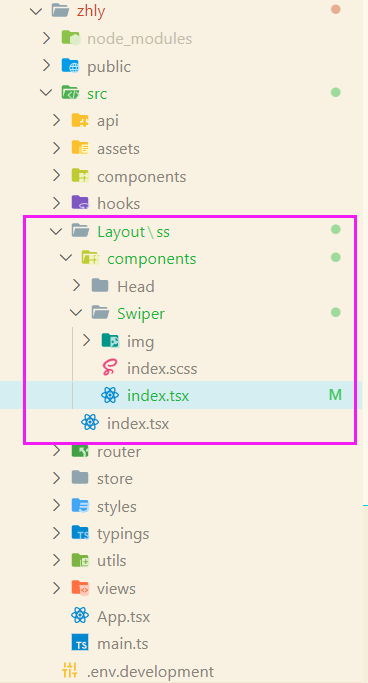 zhly
node_modules
public
src
api
assets
components
hooks
Layout\ss
components
Head
Swiper
img
index.scss
index.tsx M
index.tsx
router
store
styles
typings
utils
views
App.tsx
main.ts
.env.development